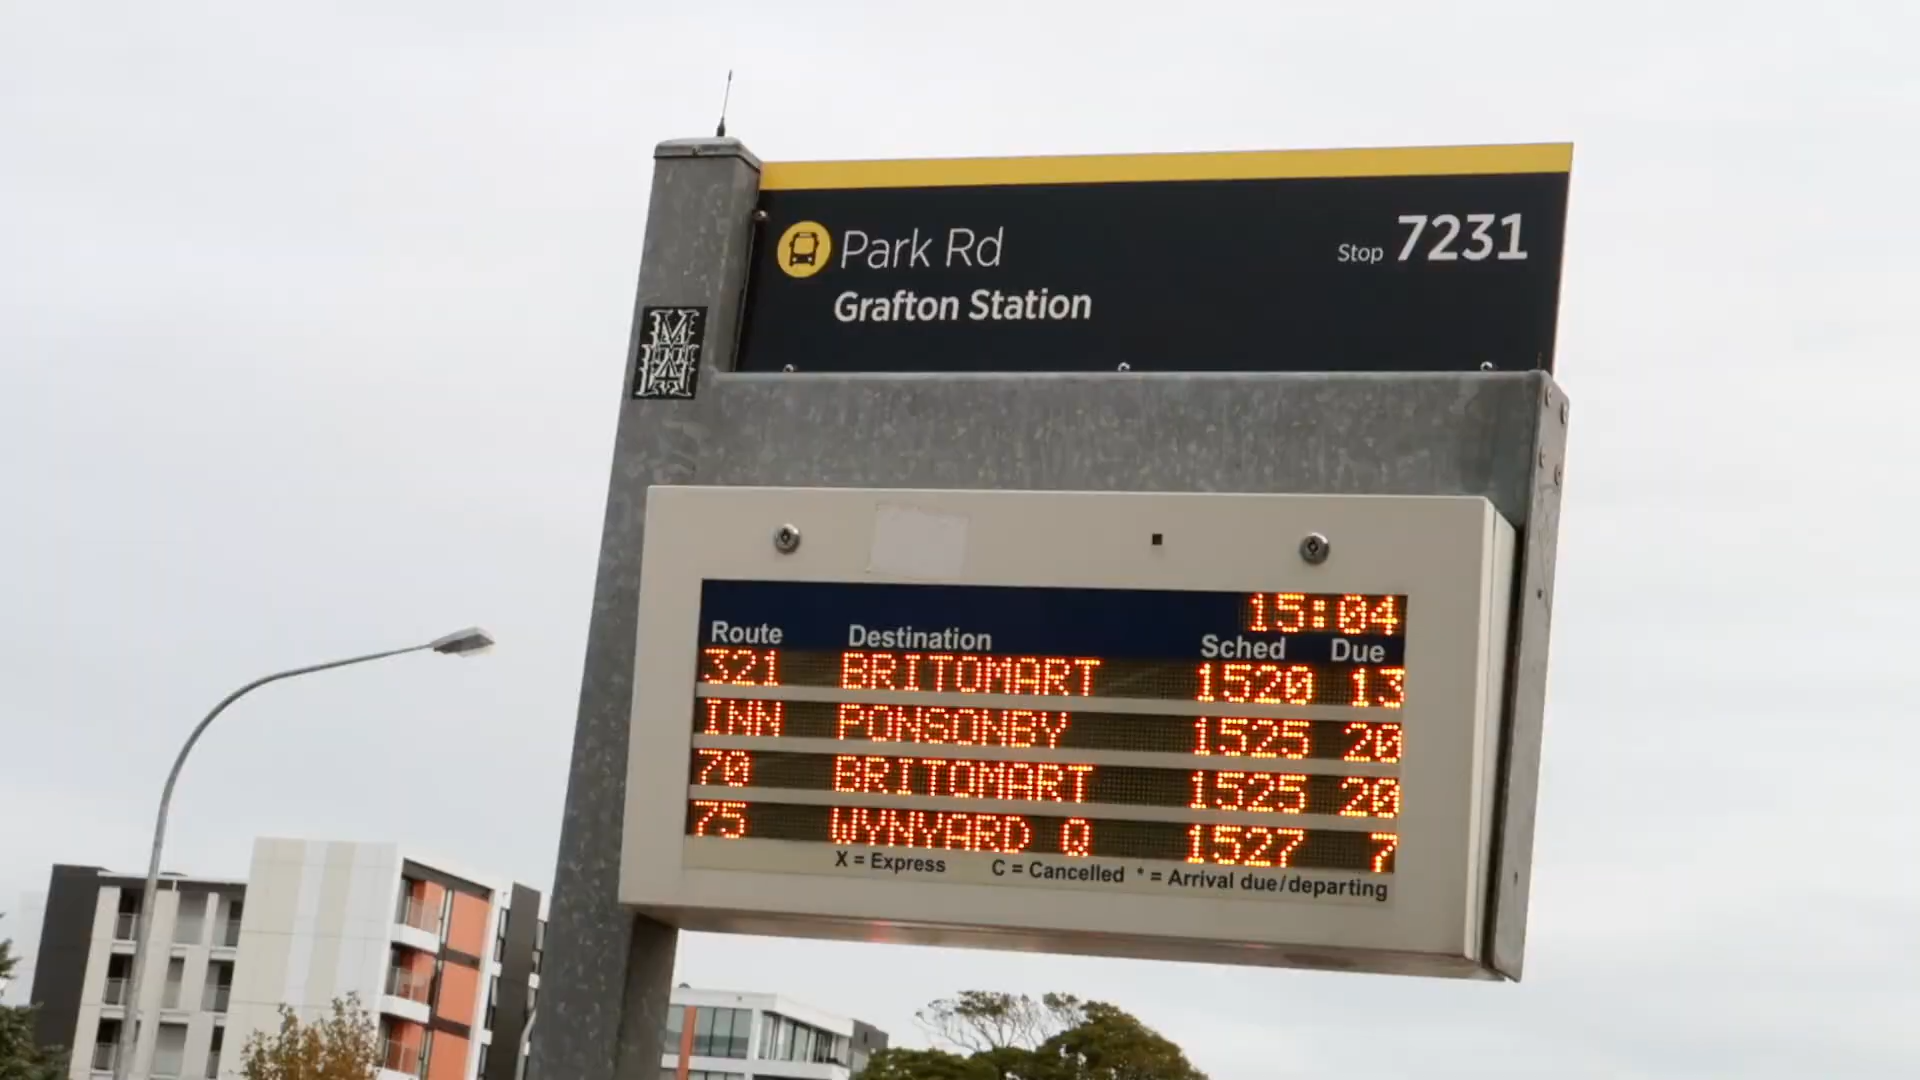 Park Rd
Stop 7231
Grafton Station
15:04
Route Destination Sched Due
321 BRITOMART 1520 13
INN PONSONBY 1525 20
70 BRITOMART 1525 20
75 WYNYARD Q 1527 7
X = Express C = Cancelled * = Arrival due/departing